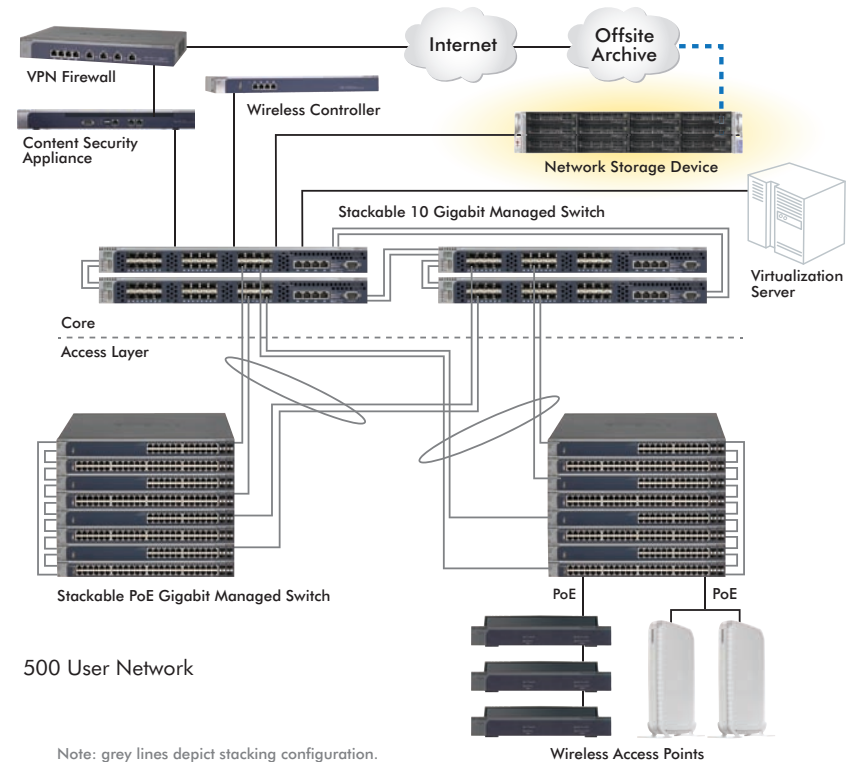 Internet
Offsite
Archive
VPN Firewall
Wireless Controller
Content Security
Appliance
Network Storage Device
Stackable 10 Gigabit Managed Switch
Virtualization
Server
Core
Access Layer
Stackable PoE Gigabit Managed Switch
PoE
PoE
500 User Network
Note: grey lines depict stacking configuration.
Wireless Access Points